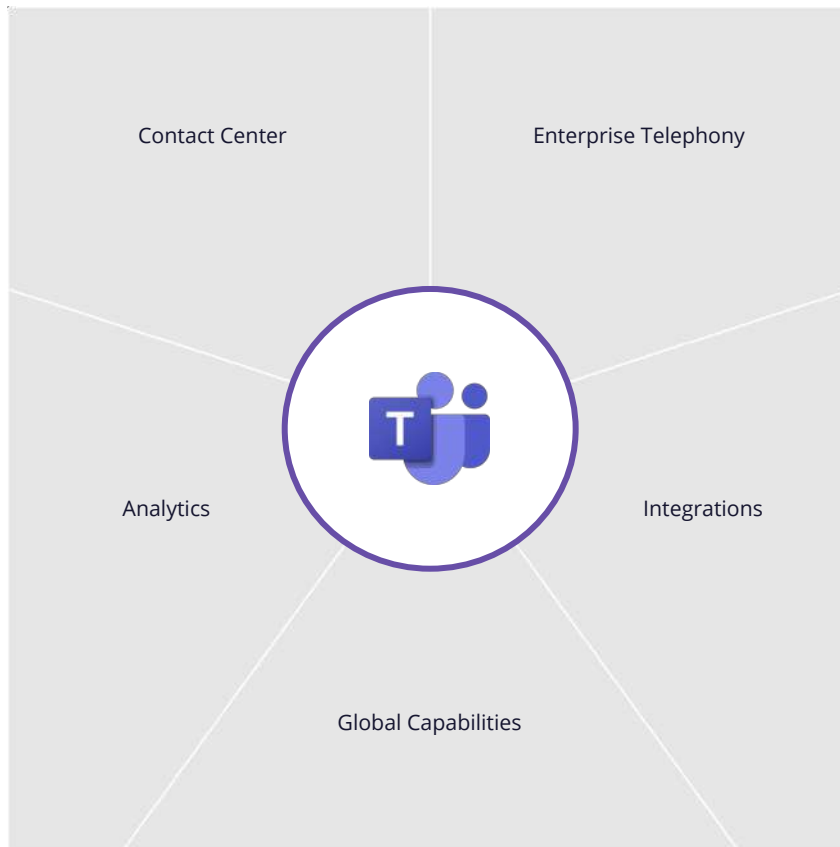 Contact Center
Enterprise Telephony
T
Analytics
Integrations
Global Capabilities